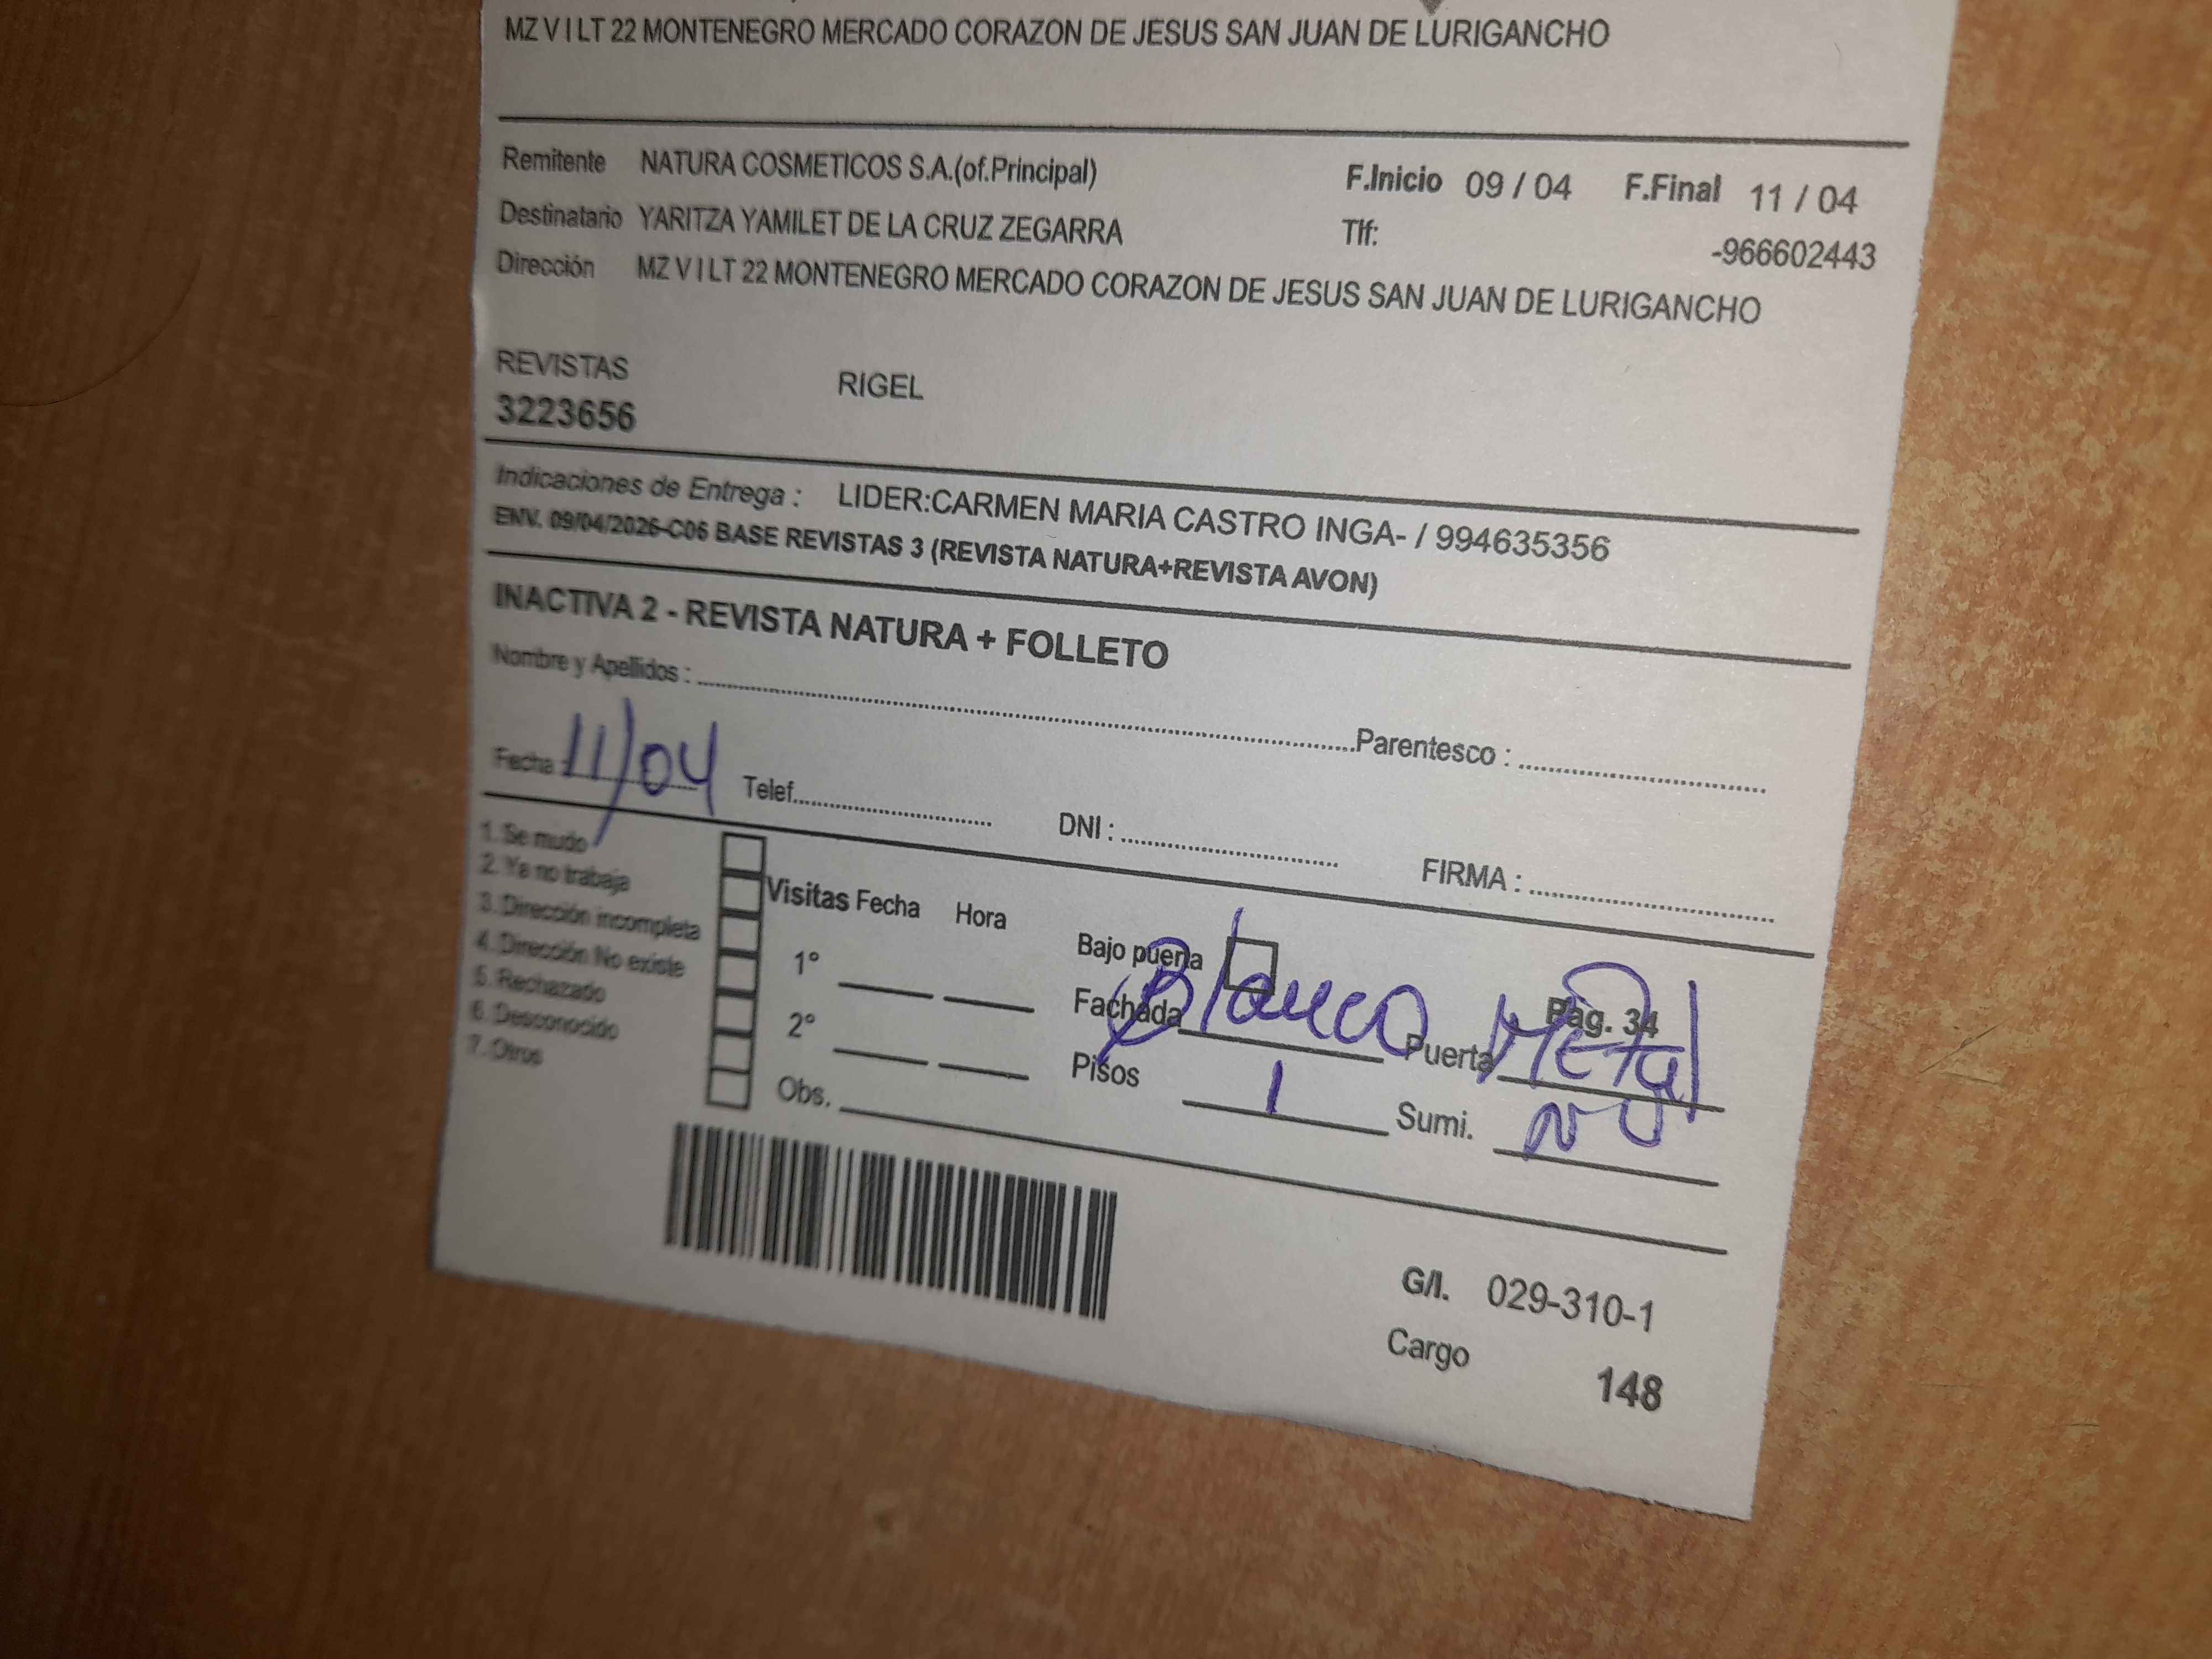 MZ V I LT 22 MONTENEGRO MERCADO CORAZON DE JESUS SAN JUAN DE LURIGANCHO
Remitente NATURA COSMETICOS S.A.(of.Principal) F.Inicio 09 / 04 F.Final 11 / 04
Destinatario YARITZA YAMILET DE LA CRUZ ZEGARRA Tlf: -966602443
Dirección MZ V I LT 22 MONTENEGRO MERCADO CORAZON DE JESUS SAN JUAN DE LURIGANCHO
REVISTAS RIGEL
3223656
Indicaciones de Entrega : LIDER:CARMEN MARIA CASTRO INGA- / 994635356
ENV. 09/04/2026-C06 BASE REVISTAS 3 (REVISTA NATURA+REVISTA AVON)
INACTIVA 2 - REVISTA NATURA + FOLLETO
Nombre y Apellidos : Parentesco :
Fecha : 11/04 Telef. DNI : FIRMA :
1. Se mudo
2. Ya no trabaja
3. Dirección incompleta
4. Dirección No existe
5. Rechazado
6. Desconocido
7. Otros
Visitas Fecha Hora
1°
2°
Obs.
Bajo puerta
Pag. 34
Fachada Blanco Puerta Metal
Pisos 1 Sumi.
G/I. 029-310-1
Cargo 148